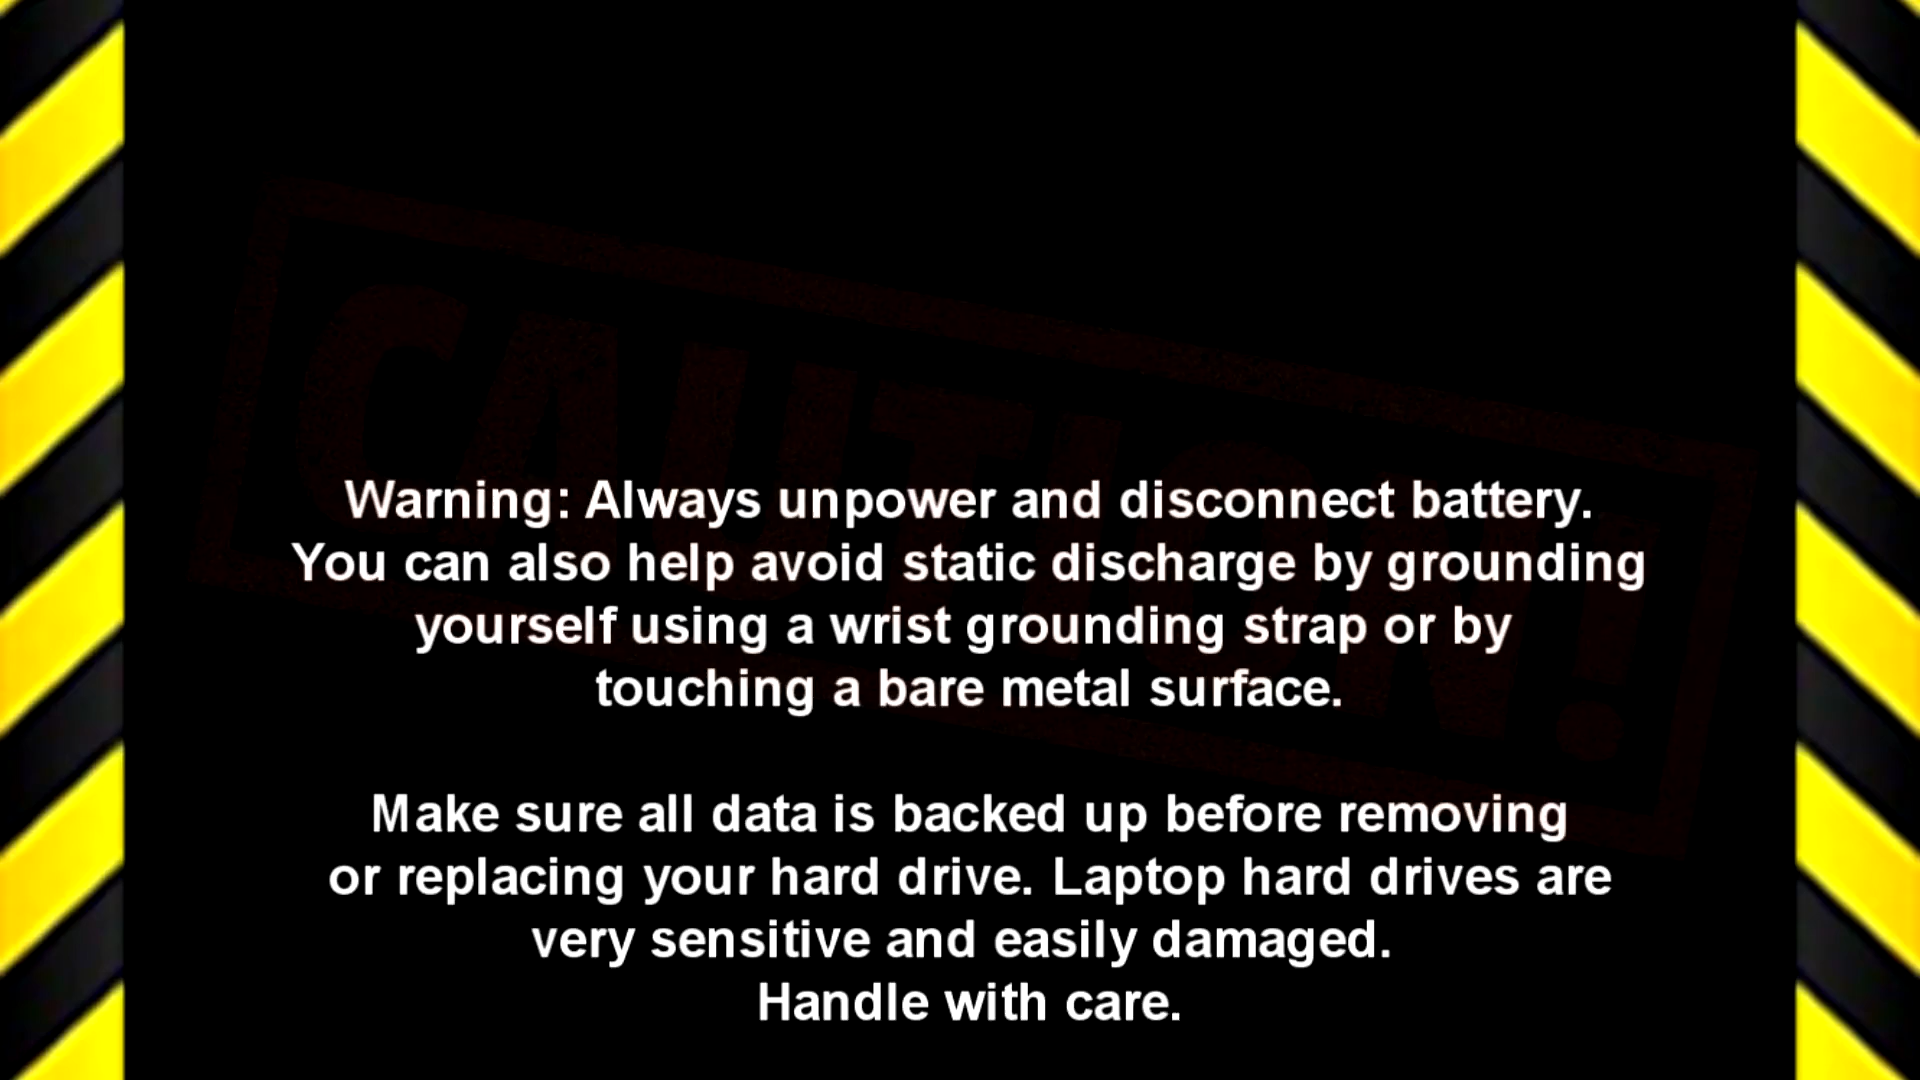 CAUTION!
Warning: Always unpower and disconnect battery.
You can also help avoid static discharge by grounding
yourself using a wrist grounding strap or by
touching a bare metal surface.
Make sure all data is backed up before removing
or replacing your hard drive. Laptop hard drives are
very sensitive and easily damaged.
Handle with care.